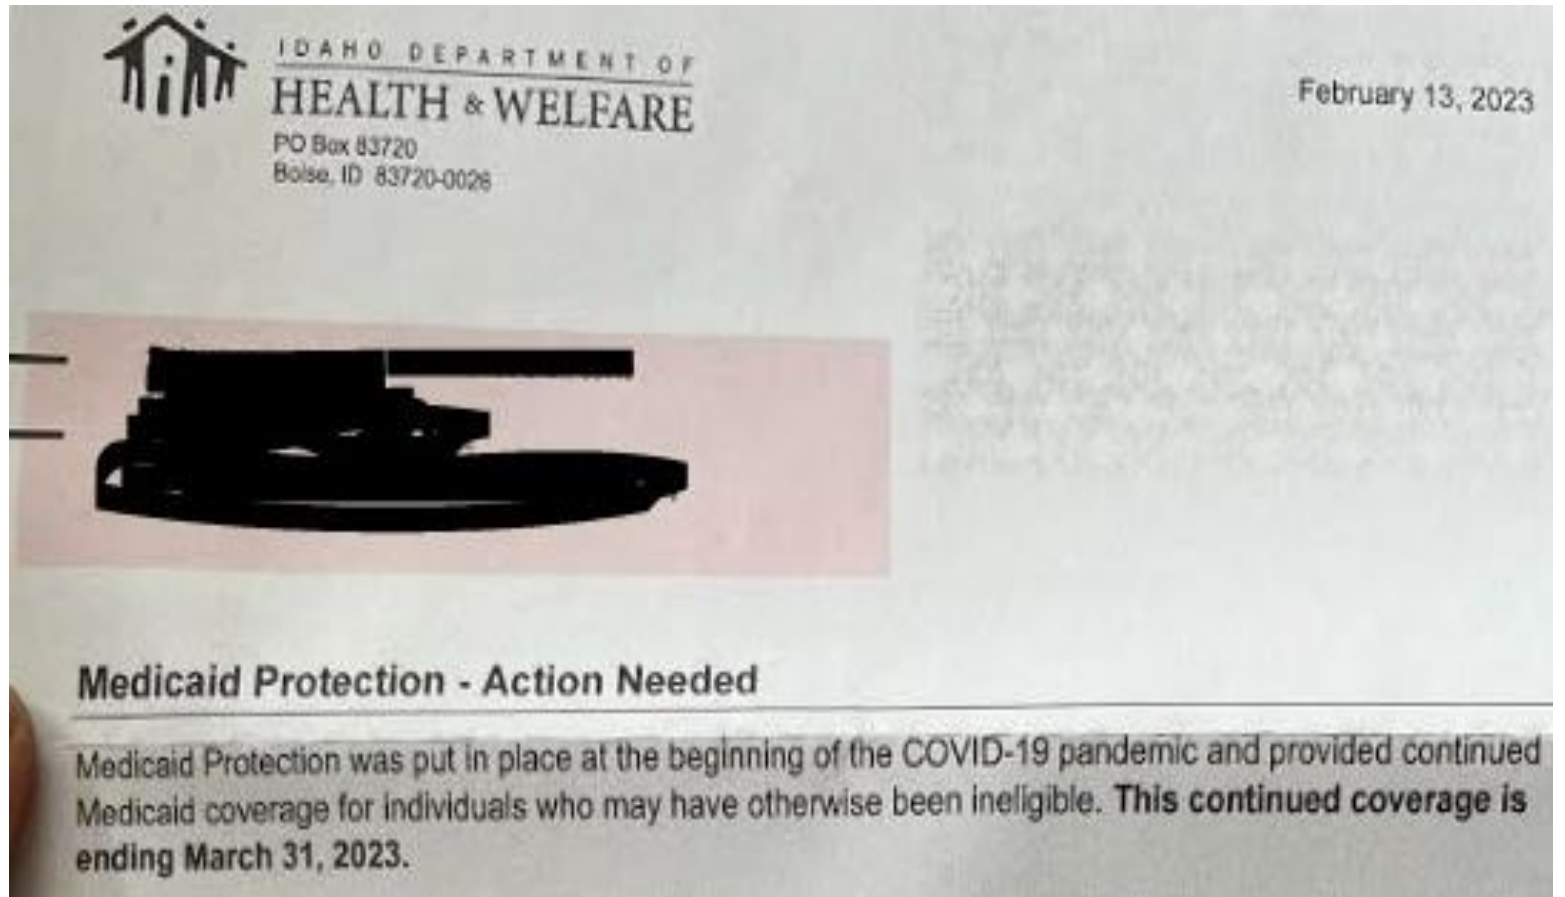 IDAHO DEPARTMENT OF
HEALTH & WELFARE
PO Box 83720
Boise, ID 83720-0026
February 13, 2023
Medicaid Protection - Action Needed
Medicaid Protection was put in place at the beginning of the COVID-19 pandemic and provided continued
Medicaid coverage for individuals who may have otherwise been ineligible. This continued coverage is
ending March 31, 2023.